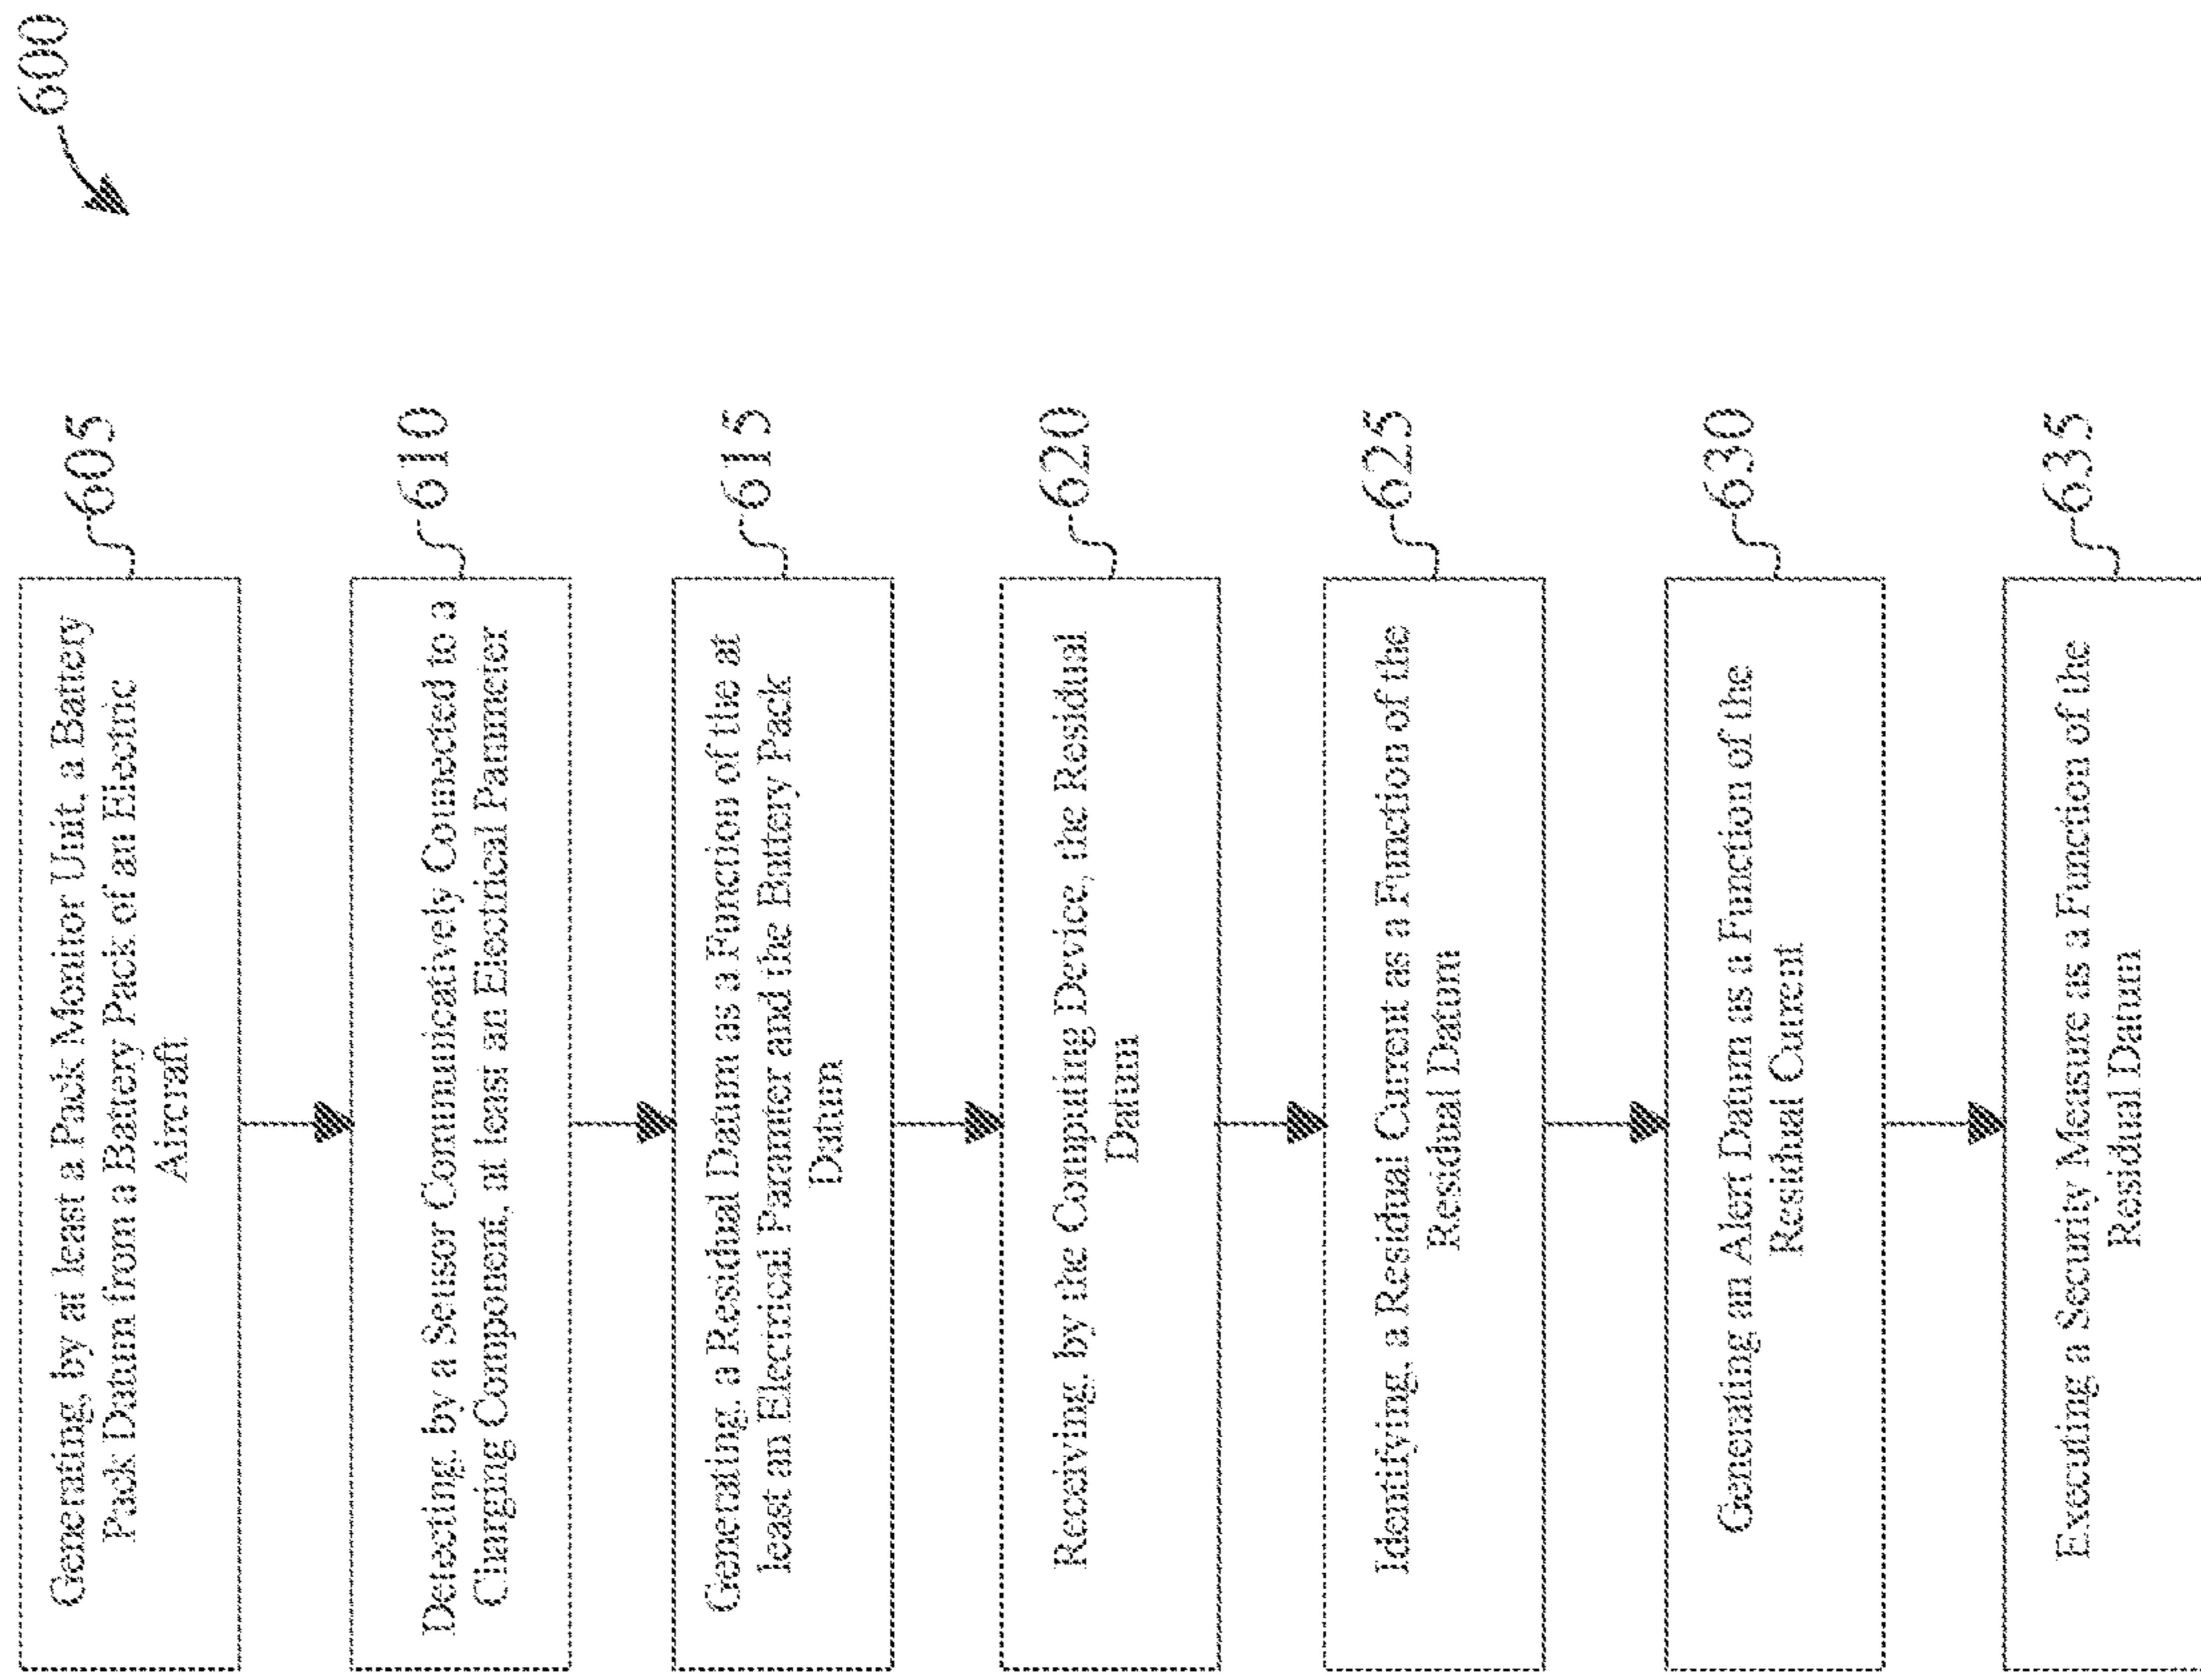 600
Generating, by at least a Pack Monitor Unit, a Battery
Pack Datum from a Battery Pack of an Electric
Aircraft
605
Detecting, by a Sensor Communicatively Connected to a
Charging Component, at least an Electrical Parameter
610
Generating, a Residual Datum as a Function of the at
least an Electrical Paramter and the Battery Pack
Datum
615
Receiving, by the Computing Device, the Residual
Datum
620
Identifying, a Residual Current as a Function of the
Residual Datum
625
Generating an Alert Datum as a Function of the
Residual Current
630
Executing a Security Measure as a Function of the
Residual Datum
635